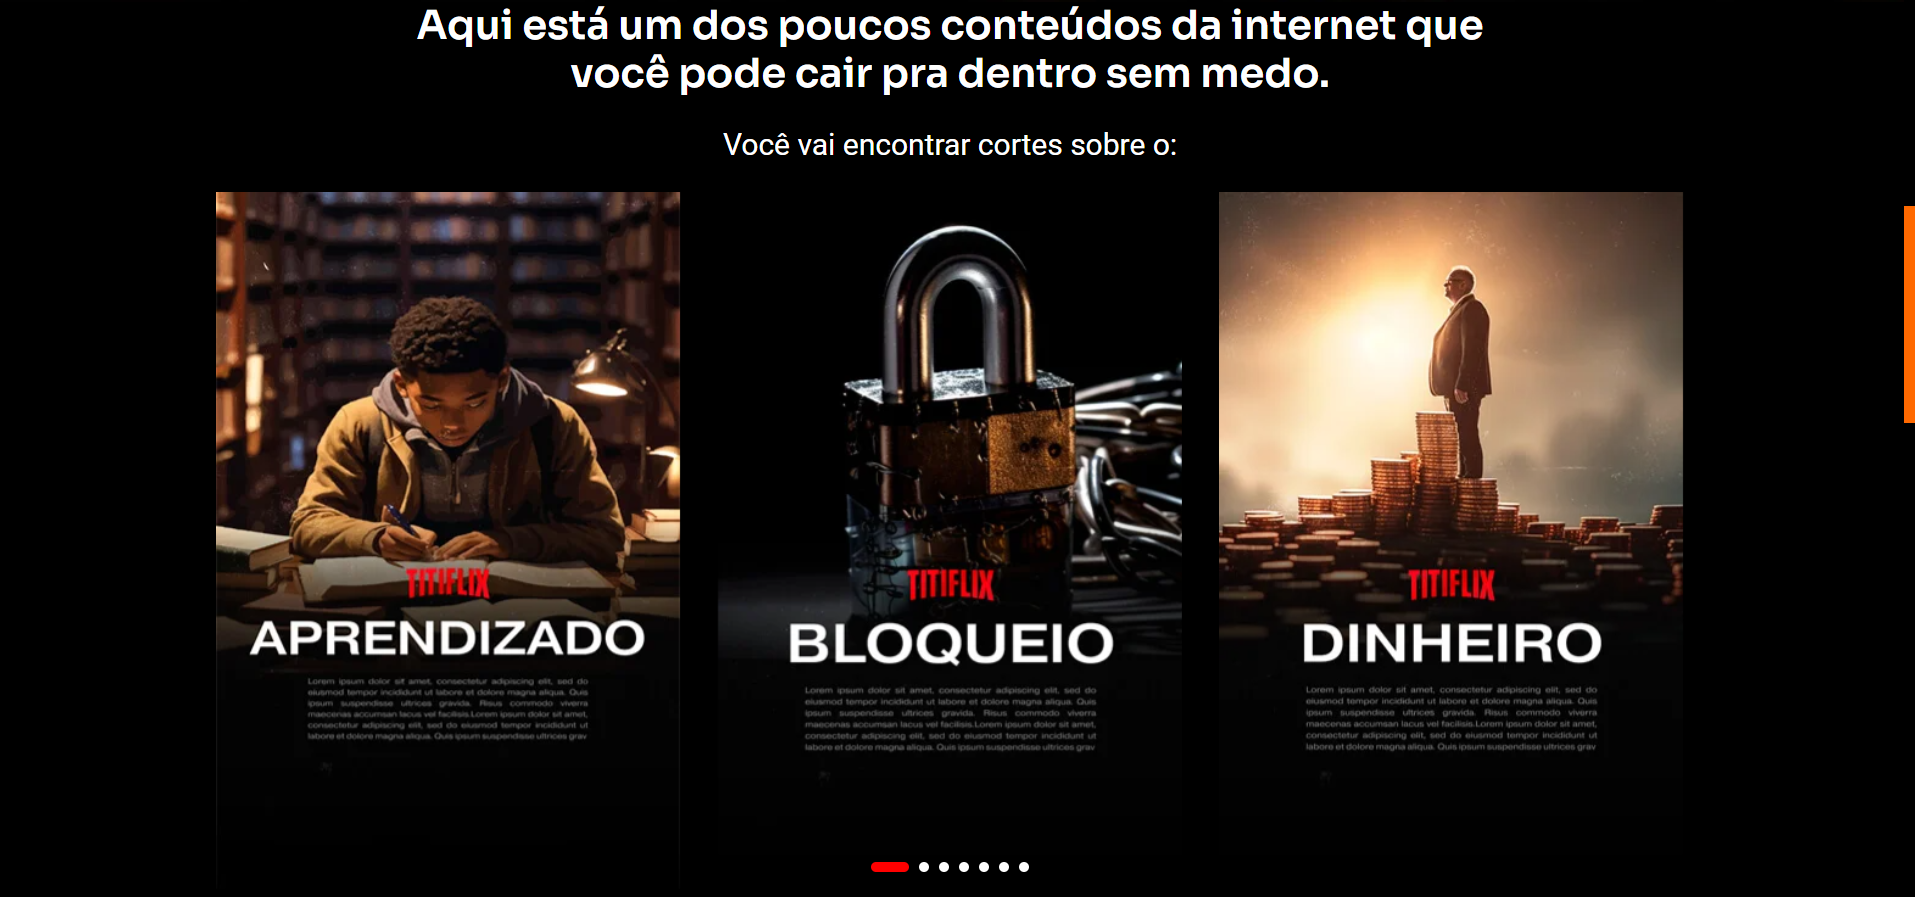 Aqui está um dos poucos conteúdos da internet que
você pode cair pra dentro sem medo.
Você vai encontrar cortes sobre o:
TITIFLIX
APRENDIZADO
Lorem ipsum dolor sit amet, consectetur adipiscing elit, sed do
eiusmod tempor incididunt ut labore et dolore magna aliqua. Quis
ipsum suspendisse ultrices gravida. Risus commodo viverra
maecenas accumsan lacus vel facilisis.Lorem ipsum dolor sit amet,
consectetur adipiscing elit, sed do eiusmod tempor incididunt ut
labore et dolore magna aliqua. Quis ipsum suspendisse ultrices grav
TITIFLIX
BLOQUEIO
Lorem ipsum dolor sit amet, consectetur adipiscing elit, sed do
eiusmod tempor incididunt ut labore et dolore magna aliqua. Quis
ipsum suspendisse ultrices gravida. Risus commodo viverra
maecenas accumsan lacus vel facilisis.Lorem ipsum dolor sit amet,
consectetur adipiscing elit, sed do eiusmod tempor incididunt ut
labore et dolore magna aliqua. Quis ipsum suspendisse ultrices grav
TITIFLIX
DINHEIRO
Lorem ipsum dolor sit amet, consectetur adipiscing elit, sed do
eiusmod tempor incididunt ut labore et dolore magna aliqua. Quis
ipsum suspendisse ultrices gravida. Risus commodo viverra
maecenas accumsan lacus vel facilisis.Lorem ipsum dolor sit amet,
consectetur adipiscing elit, sed do eiusmod tempor incididunt ut
labore et dolore magna aliqua. Quis ipsum suspendisse ultrices grav